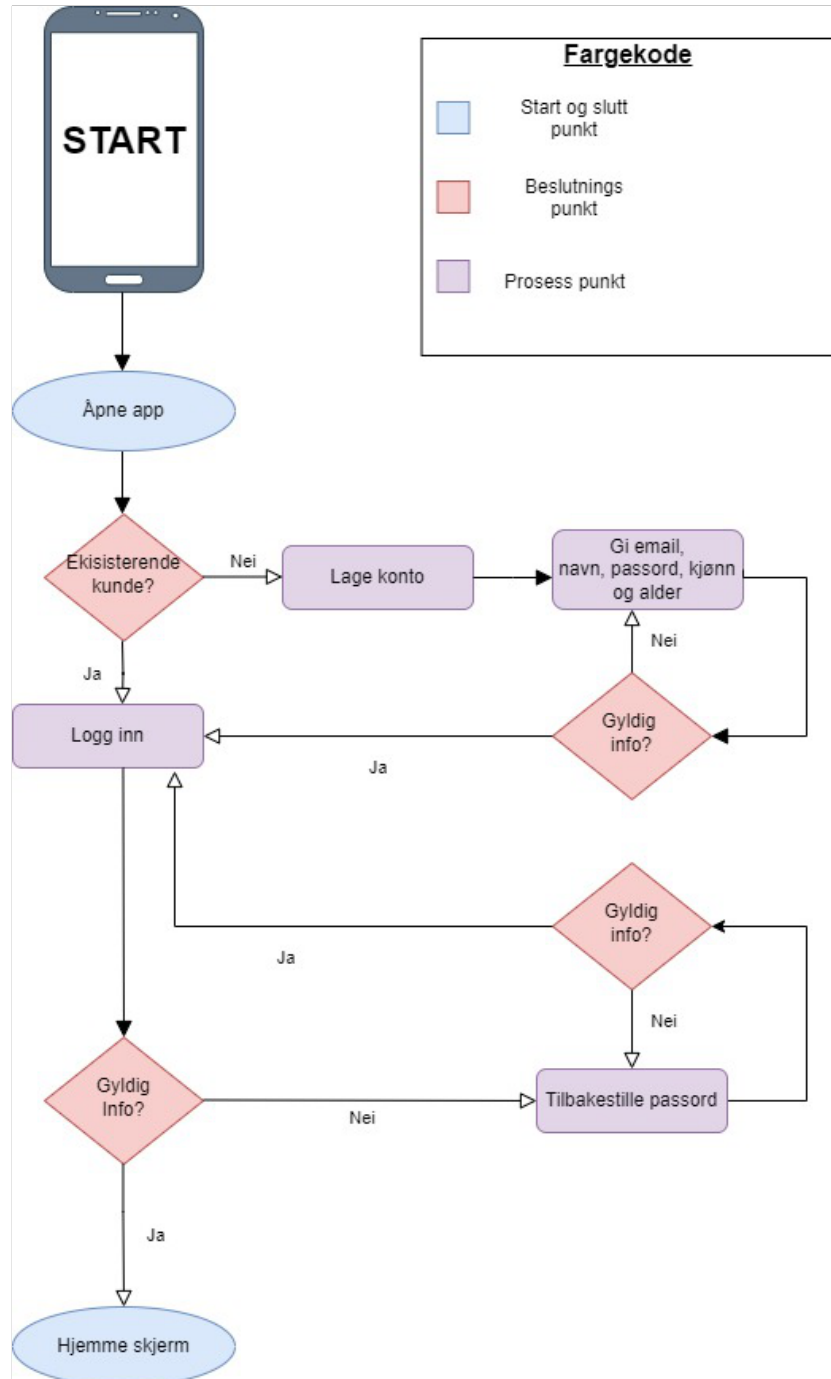 START
Fargekode
Start og slutt
punkt
Beslutnings
punkt
Prosess punkt
Åpne app
Ekisisterende
kunde?
Nei
Lage konto
Gi email,
navn, passord, kjønn
og alder
Nei
Ja
Logg inn
Gyldig
info?
Ja
Gyldig
info?
Ja
Nei
Gyldig
Info?
Nei
Tilbakestille passord
Ja
Hjemme skjerm